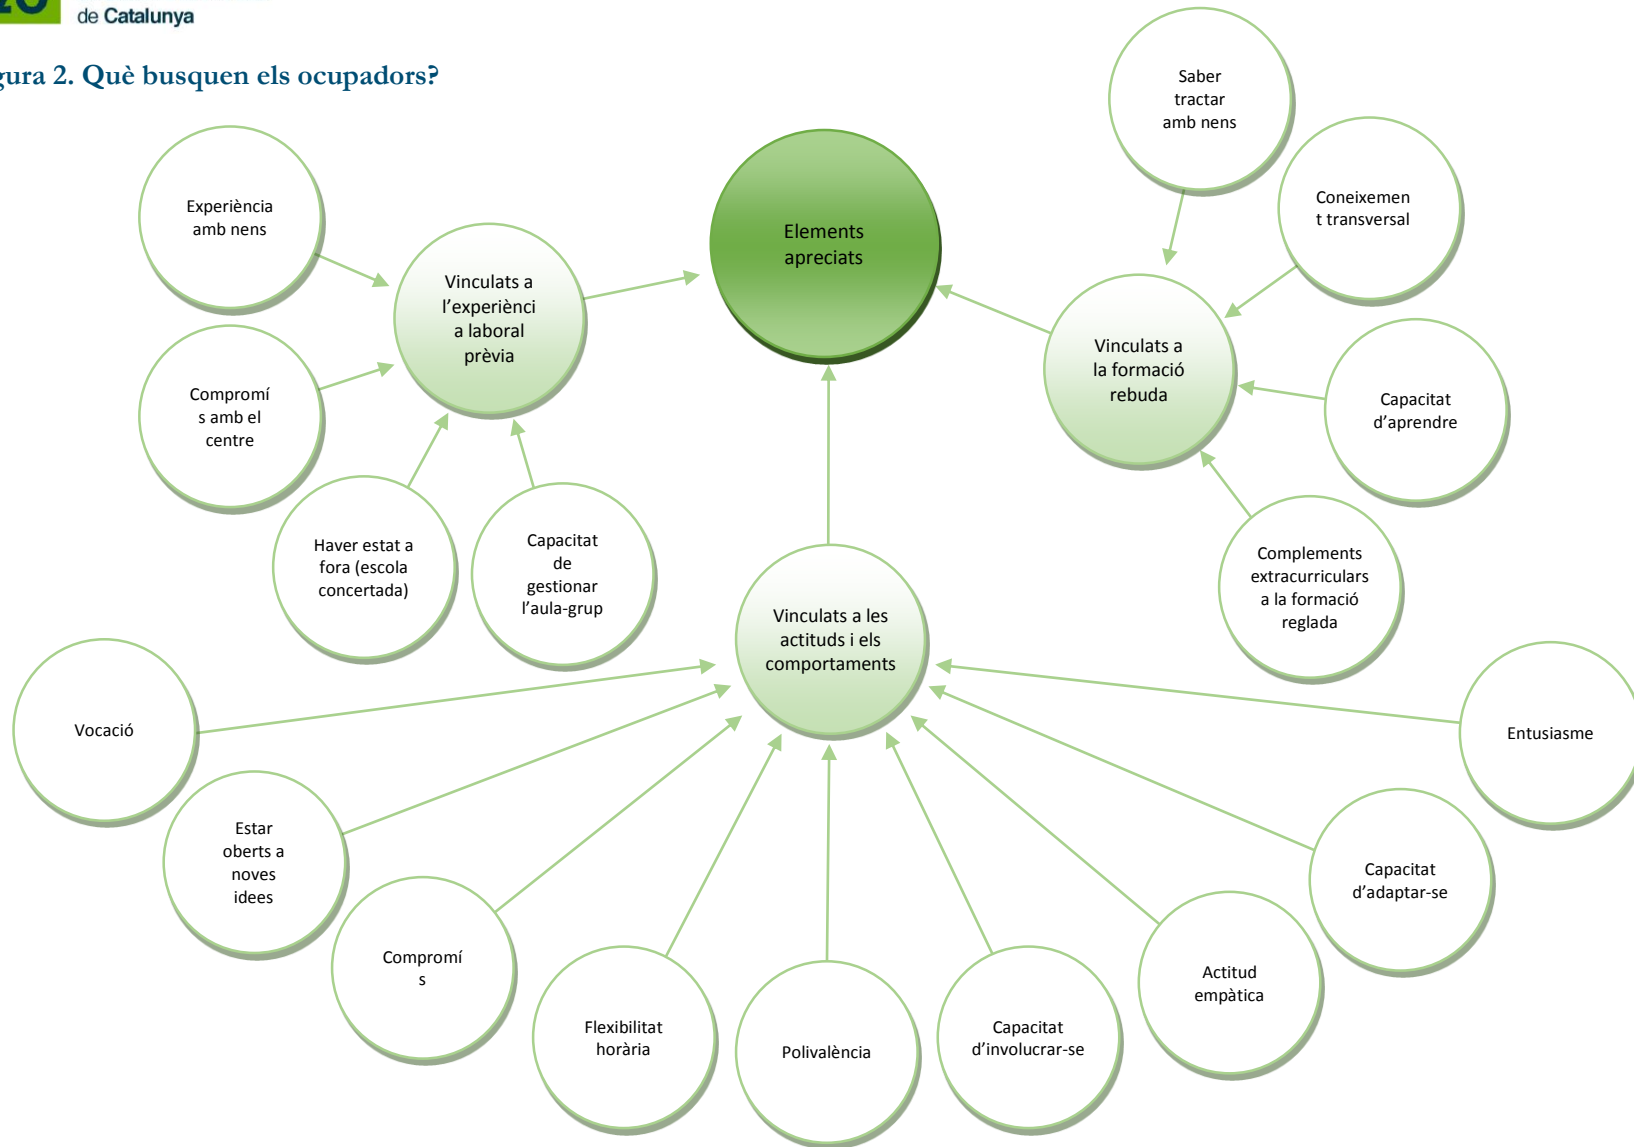 de Catalunya
gura 2. Què busquen els ocupadors?
Saber
tractar
amb nens
Experiència
amb nens
Coneixemen
t transversal
Elements
apreciats
Vinculats a
l'experiènci
a laboral
prèvia
Vinculats a
la formació
rebuda
Compromí
s amb el
centre
Capacitat
d'aprendre
Haver estat a
fora (escola
concertada)
Capacitat
de
gestionar
l'aula-grup
Complements
extracurriculars
a la formació
reglada
Vinculats a les
actituds i els
comportaments
Vocació
Entusiasme
Estar
oberts a
noves
idees
Capacitat
d'adaptar-se
Compromí
s
Actitud
empàtica
Flexibilitat
horària
Polivalència
Capacitat
d'involucrar-se